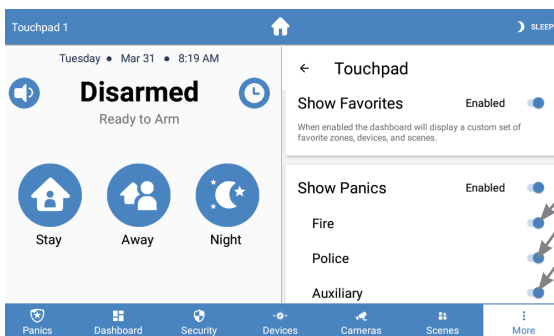 Touchpad 1
SLEEP
Tuesday • Mar 31 • 8:19 AM
Disarmed
Ready to Arm
Stay Away Night
← Touchpad
Show Favorites Enabled
When enabled the dashboard will display a custom set of
favorite zones, devices, and scenes.
Show Panics Enabled
Fire
Police
Auxiliary
Panics Dashboard Security Devices Cameras Scenes More